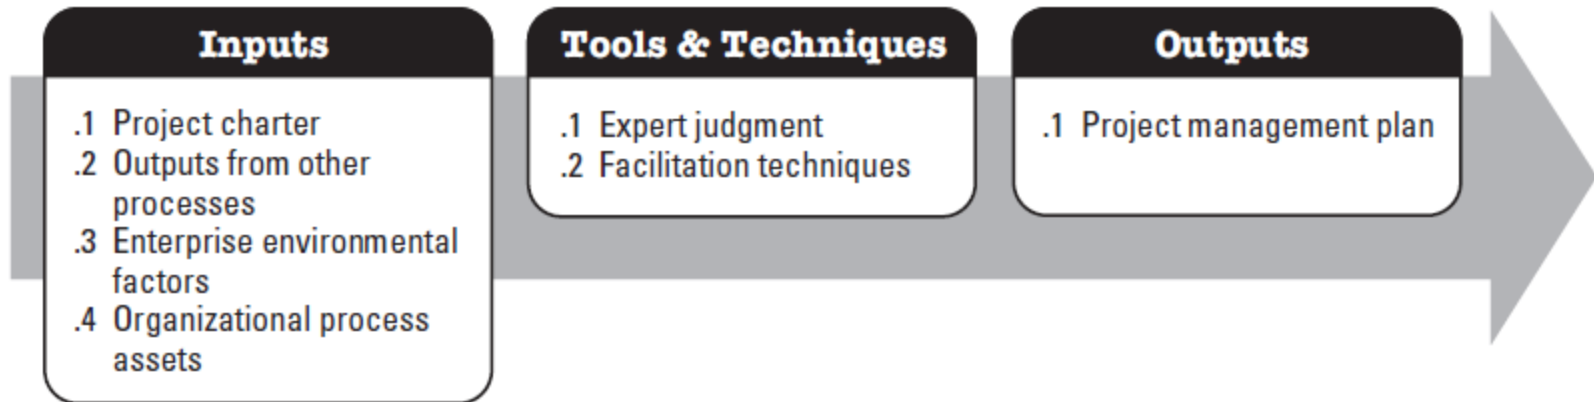 Inputs
.1 Project charter
.2 Outputs from other
processes
.3 Enterprise environmental
factors
.4 Organizational process
assets
Tools & Techniques
.1 Expert judgment
.2 Facilitation techniques
Outputs
.1 Project management plan